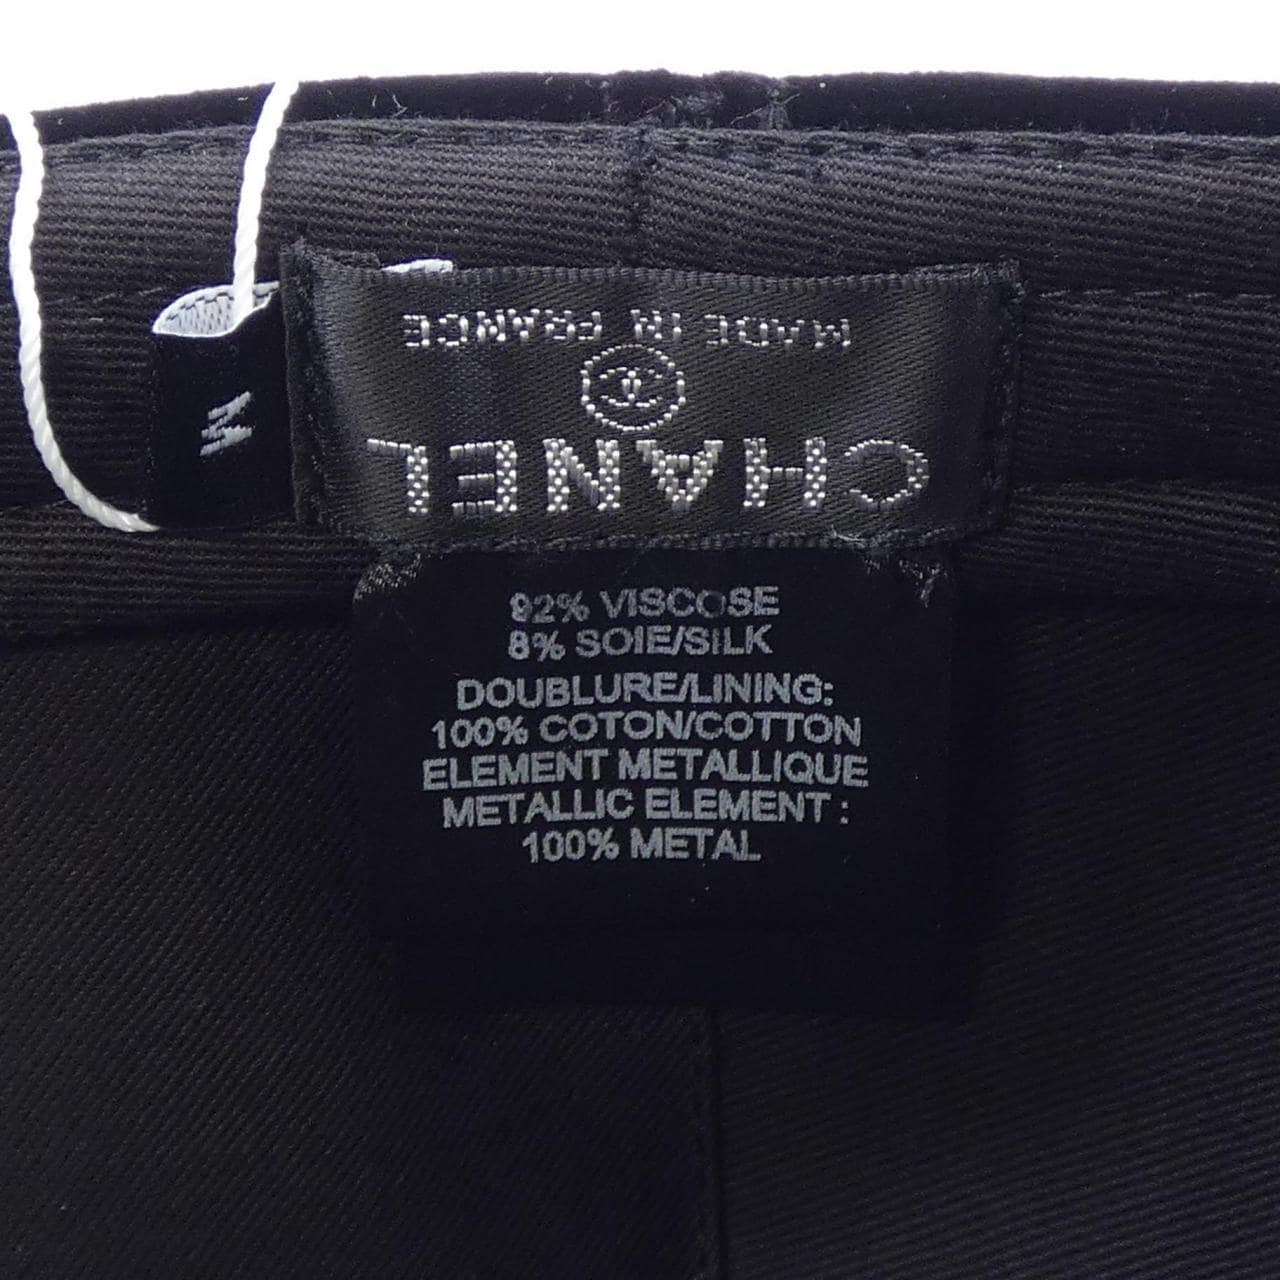 M
CHANEL
MADE IN FRANCE
92% VISCOSE
8% SOIE/SILK
DOUBLURE/LINING:
100% COTON/COTTON
ELEMENT METALLIQUE
METALLIC ELEMENT :
100% METAL